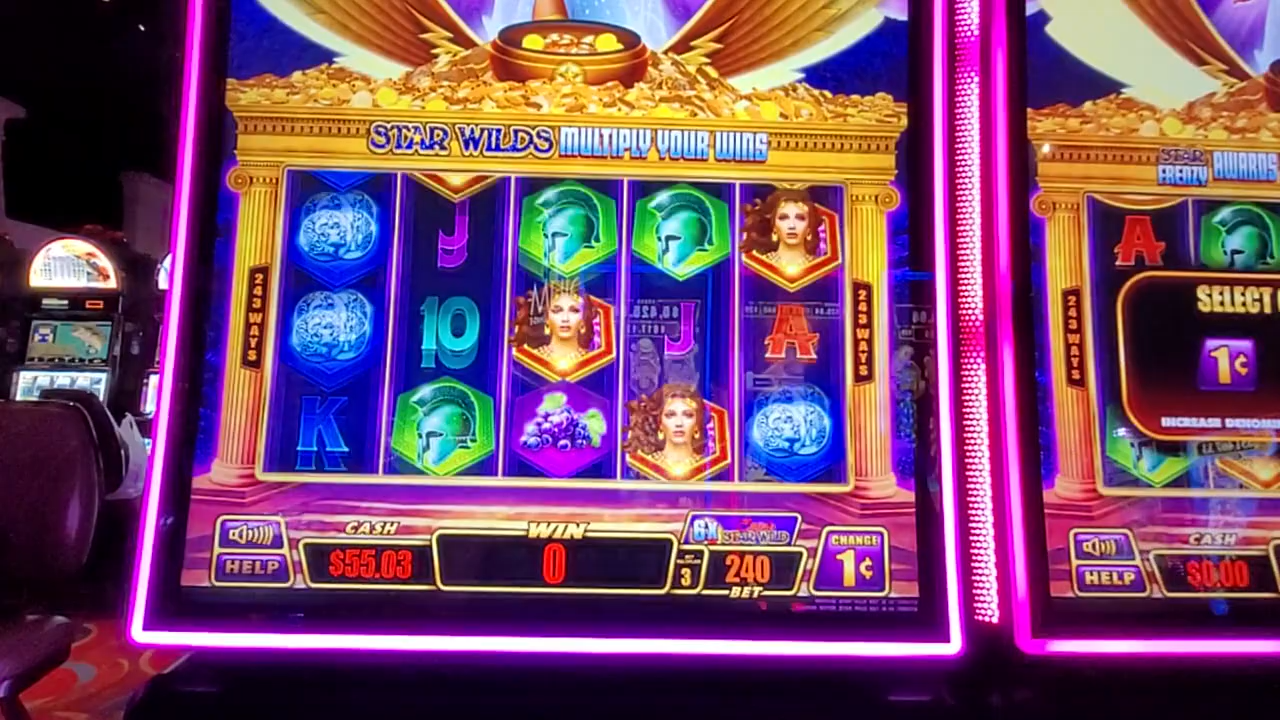 STAR WILDS MULTIPLY YOUR WINS
STAR
FRENZY AWARDS
243 WAYS
243 WAYS
243 WAYS
J
10
J
A
K
A
SELECT
1¢
CASH
$55.03
WIN
0
6X
STAR WILD
3
240
BET
CHANGE
1¢
HELP
CASH
$0.00
HELP